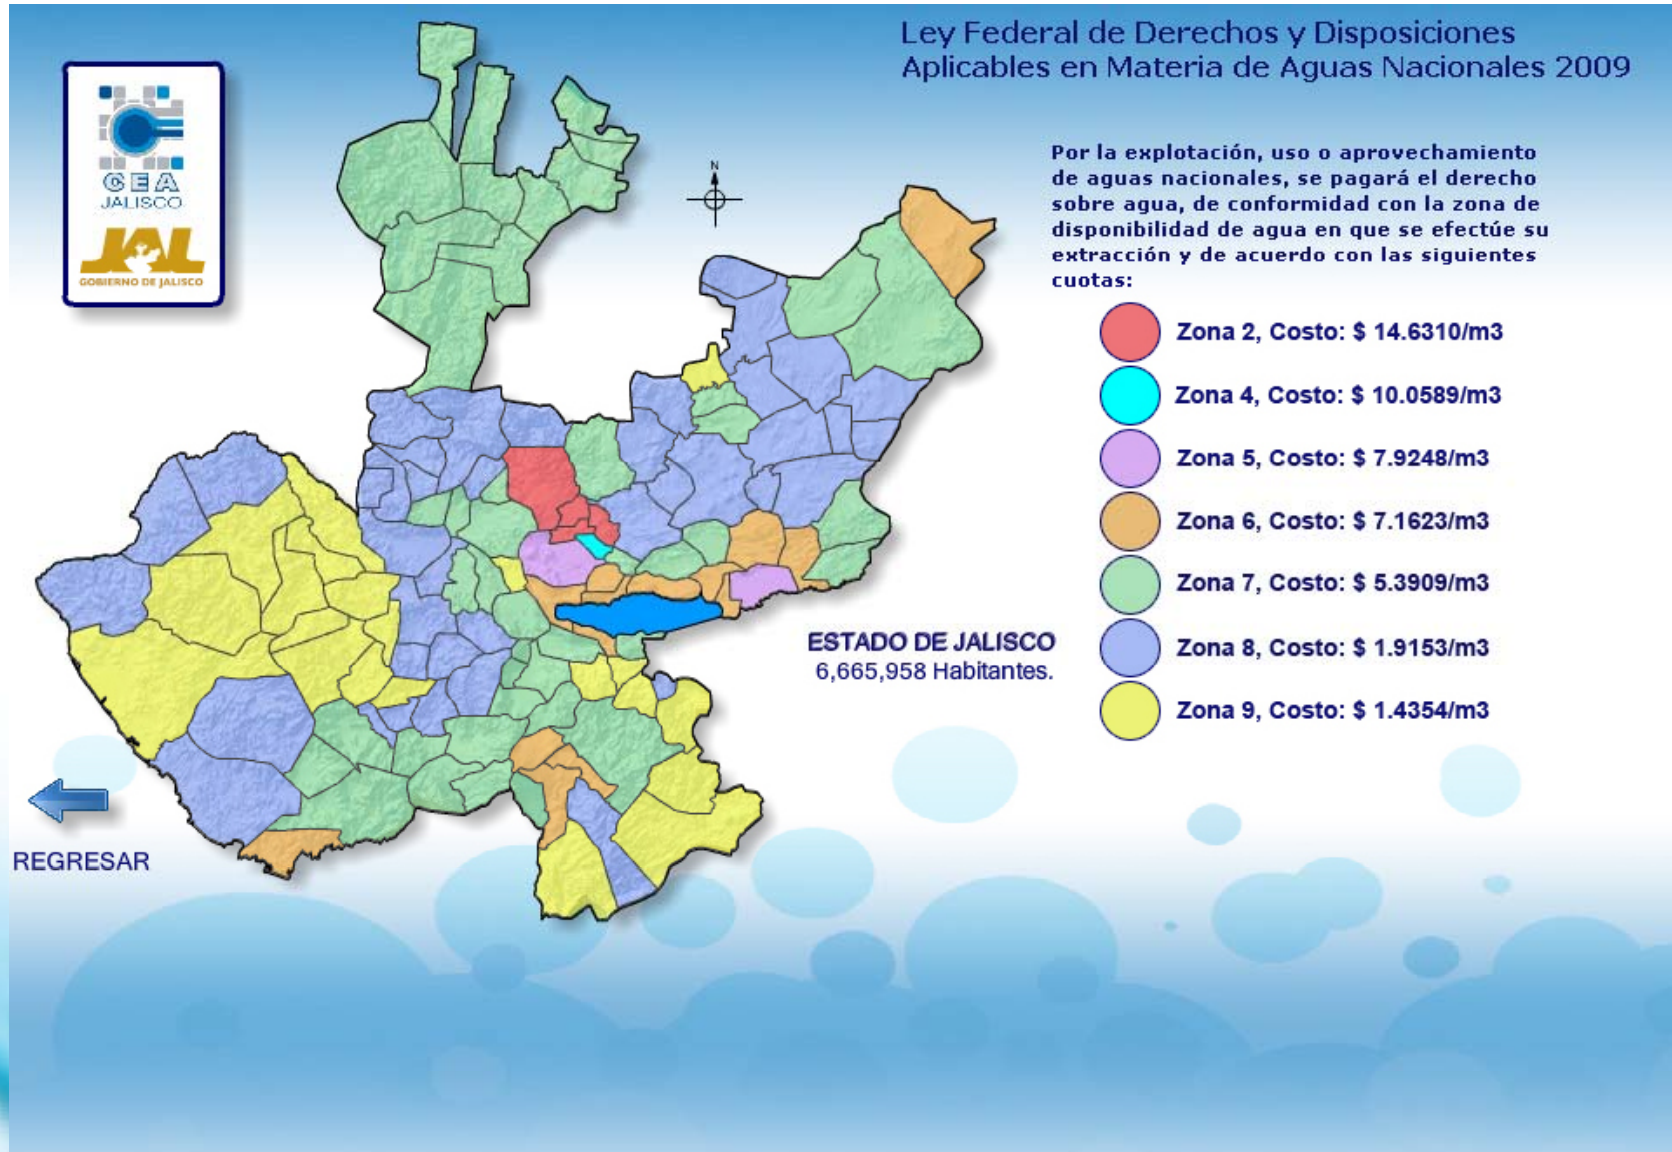 Ley Federal de Derechos y Disposiciones
Aplicables en Materia de Aguas Nacionales 2009
CEA
JALISCO
JAL
GOBIERNO DE JALISCO
N
Por la explotación, uso o aprovechamiento
de aguas nacionales, se pagará el derecho
sobre agua, de conformidad con la zona de
disponibilidad de agua en que se efectúe su
extracción y de acuerdo con las siguientes
cuotas:
Zona 2, Costo: $ 14.6310/m3
Zona 4, Costo: $ 10.0589/m3
Zona 5, Costo: $ 7.9248/m3
Zona 6, Costo: $ 7.1623/m3
Zona 7, Costo: $ 5.3909/m3
Zona 8, Costo: $ 1.9153/m3
Zona 9, Costo: $ 1.4354/m3
ESTADO DE JALISCO
6,665,958 Habitantes.
REGRESAR